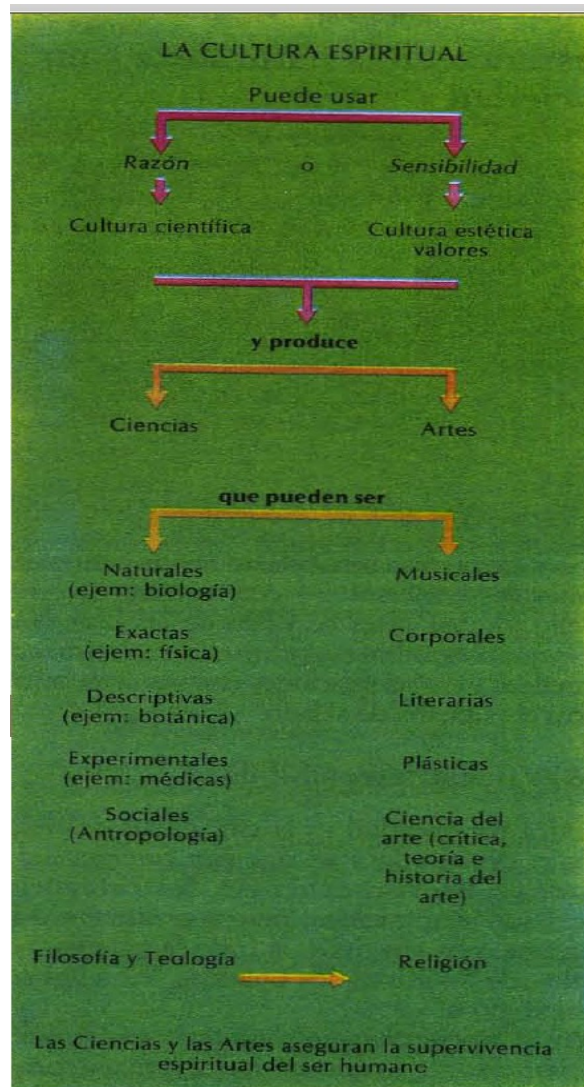 LA CULTURA ESPIRITUAL
Puede usar
Razón o Sensibilidad
Cultura científica
Cultura estética
valores
y produce
Ciencias Artes
que pueden ser
Naturales
(ejem: biología)
Musicales
Exactas
(ejem: física)
Corporales
Descriptivas
(ejem: botánica)
Literarias
Experimentales
(ejem: médicas)
Plásticas
Sociales
(Antropología)
Ciencia del
arte (crítica,
teoría e
historia del
arte)
Filosofía y Teología Religión
Las Ciencias y las Artes aseguran la supervivencia
espiritual del ser humano